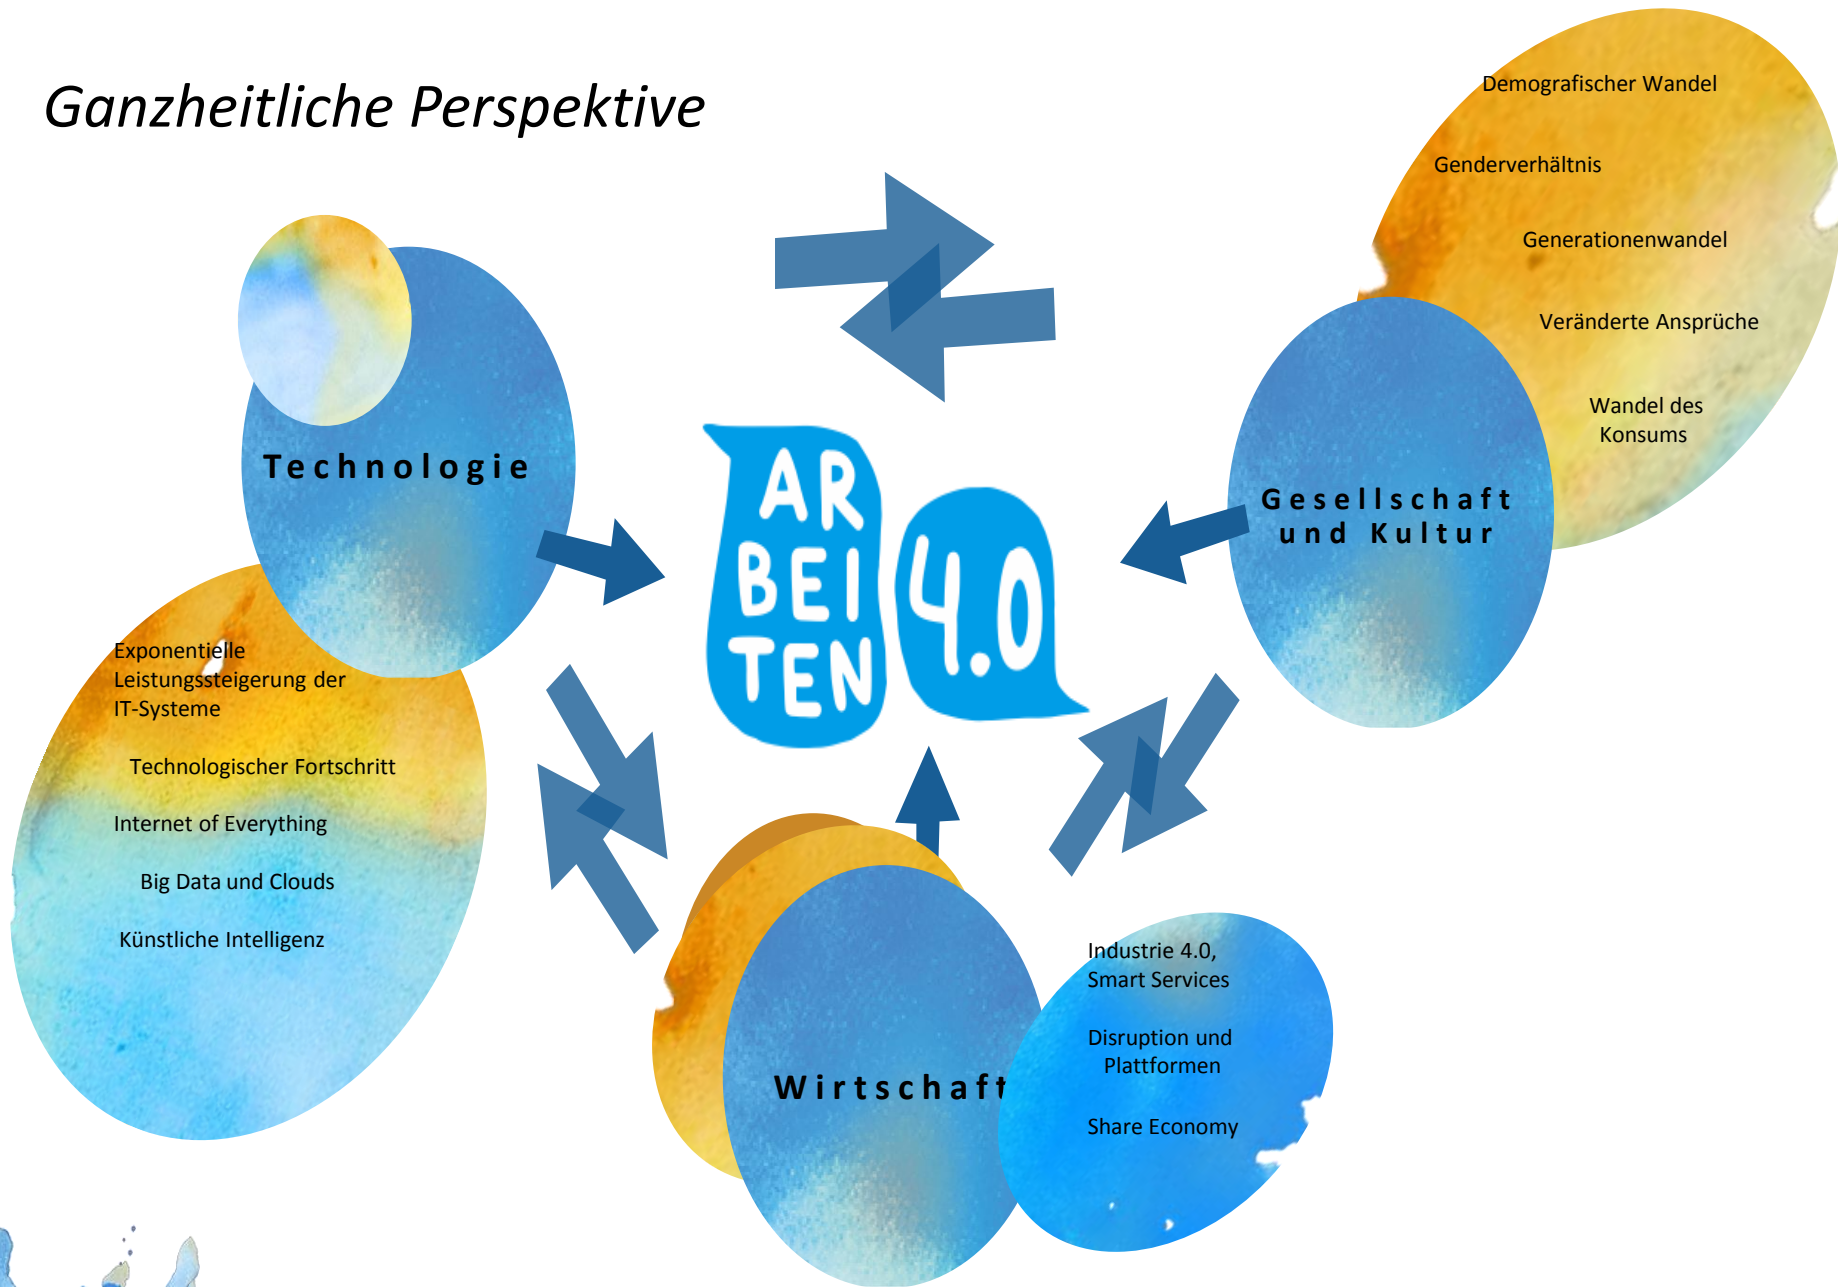 Ganzheitliche Perspektive
Demografischer Wandel
Genderverhältnis
Generationenwandel
Veränderte Ansprüche
Wandel des
Konsums
Gesellschaft
und Kultur
Technologie
Exponentielle
Leistungssteigerung der
IT-Systeme
Technologischer Fortschritt
Internet of Everything
Big Data und Clouds
Künstliche Intelligenz
AR
BEI
TEN
4.0
Wirtschaft
Industrie 4.0,
Smart Services
Disruption und
Plattformen
Share Economy